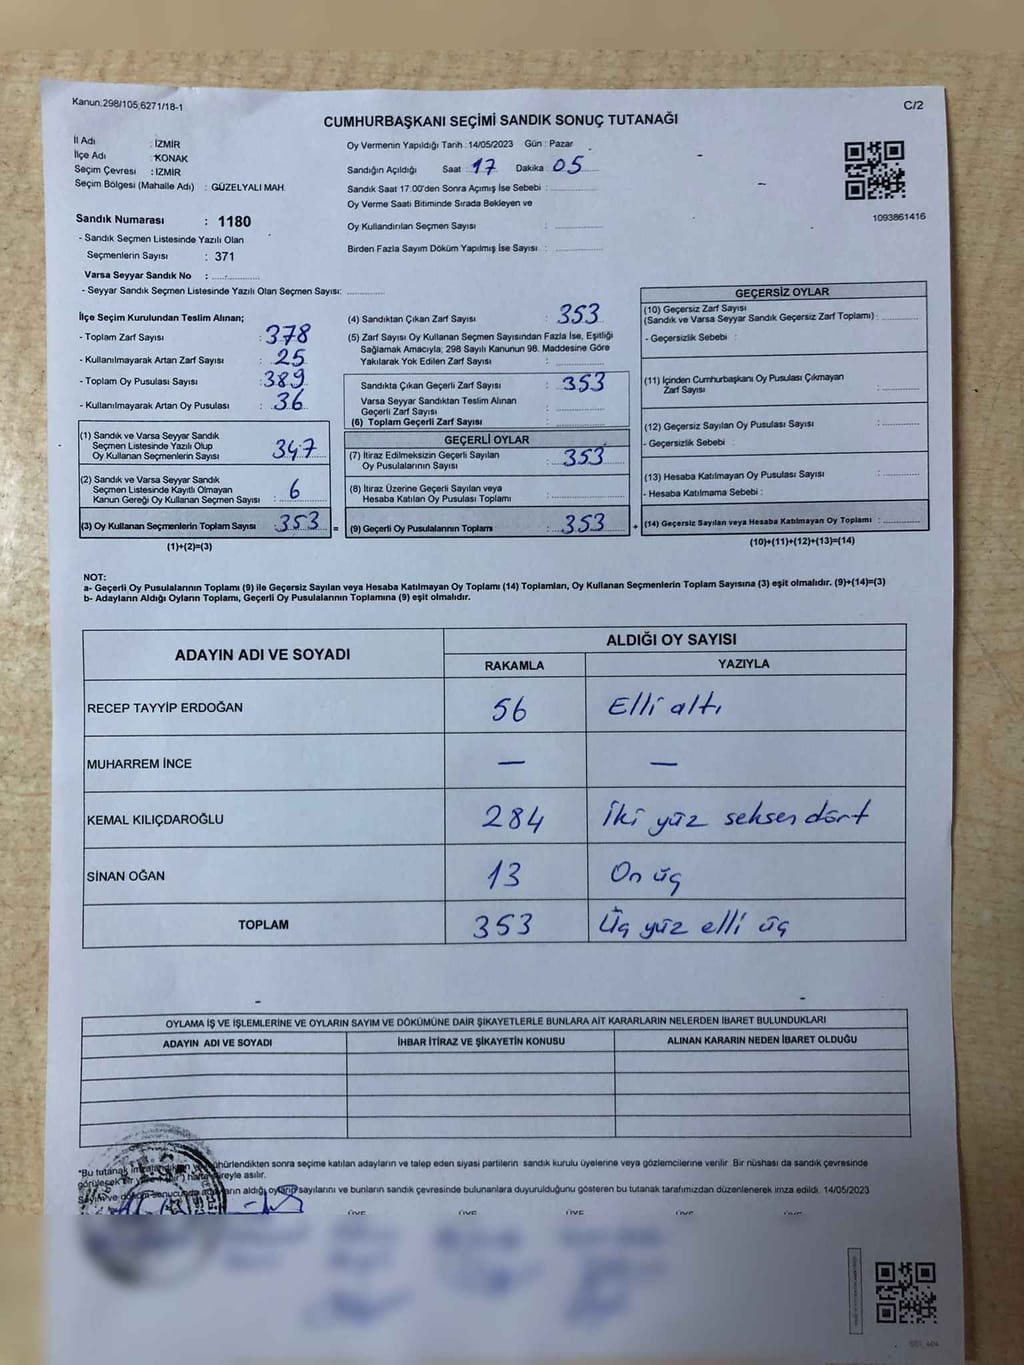 Kanun:298/105;6271/18-1
C/2
CUMHURBAŞKANI SEÇİMİ SANDIK SONUÇ TUTANAĞI
İl Adı : İZMİR
İlçe Adı : KONAK
Seçim Çevresi : İZMİR
Seçim Bölgesi (Mahalle Adı) : GÜZELYALI MAH.
Sandık Numarası : 1180
- Sandık Seçmen Listesinde Yazılı Olan
Seçmenlerin Sayısı : 371
Varsa Seyyar Sandık No :
- Seyyar Sandık Seçmen Listesinde Yazılı Olan Seçmen Sayısı:
Oy Vermenin Yapıldığı Tarih :14/05/2023 Gün : Pazar
Sandığın Açıldığı Saat 17 Dakika 05
Sandık Saat 17:00'den Sonra Açımış İse Sebebi :
Oy Verme Saati Bitiminde Sırada Bekleyen ve
Oy Kullandırılan Seçmen Sayısı :
Birden Fazla Sayım Döküm Yapılmış İse Sayısı :
1093861416
İlçe Seçim Kurulundan Teslim Alınan;
- Toplam Zarf Sayısı : 378
- Kullanılmayarak Artan Zarf Sayısı : 25
- Toplam Oy Pusulası Sayısı : 389
- Kullanılmayarak Artan Oy Pusulası : 36
(1) Sandık ve Varsa Seyyar Sandık
Seçmen Listesinde Yazılı Olup
Oy Kullanan Seçmenlerin Sayısı 347
(2) Sandık ve Varsa Seyyar Sandık
Seçmen Listesinde Kayıtlı Olmayan
Kanun Gereği Oy Kullanan Seçmen Sayısı : 6
(3) Oy Kullanan Seçmenlerin Toplam Sayısı : 353 =
(1)+(2)=(3)
(4) Sandıktan Çıkan Zarf Sayısı : 353
(5) Zarf Sayısı Oy Kullanan Seçmen Sayısından Fazla İse, Eşitliği
Sağlamak Amacıyla; 298 Sayılı Kanunun 98. Maddesine Göre
Yakılarak Yok Edilen Zarf Sayısı :
Sandıkta Çıkan Geçerli Zarf Sayısı : 353
Varsa Seyyar Sandıktan Teslim Alınan
Geçerli Zarf Sayısı :
(6) Toplam Geçerli Zarf Sayısı :
GEÇERLİ OYLAR
(7) İtiraz Edilmeksizin Geçerli Sayılan
Oy Pusulalarının Sayısı : 353
(8) İtiraz Üzerine Geçerli Sayılan veya
Hesaba Katılan Oy Pusulası Toplamı :
(9) Geçerli Oy Pusulalarının Toplamı : 353 +
GEÇERSİZ OYLAR
(10) Geçersiz Zarf Sayısı
(Sandık ve Varsa Seyyar Sandık Geçersiz Zarf Toplamı) :
- Geçersizlik Sebebi :
(11) İçinden Cumhurbaşkanı Oy Pusulası Çıkmayan
Zarf Sayısı :
(12) Geçersiz Sayılan Oy Pusulası Sayısı :
- Geçersizlik Sebebi :
(13) Hesaba Katılmayan Oy Pusulası Sayısı :
- Hesaba Katılmama Sebebi :
(14) Geçersiz Sayılan veya Hesaba Katılmayan Oy Toplamı :
(10)+(11)+(12)+(13)=(14)
NOT:
a- Geçerli Oy Pusulalarının Toplamı (9) ile Geçersiz Sayılan veya Hesaba Katılmayan Oy Toplamı (14) Toplamları, Oy Kullanan Seçmenlerin Toplam Sayısına (3) eşit olmalıdır. (9)+(14)=(3)
b- Adayların Aldığı Oyların Toplamı, Geçerli Oy Pusulalarının Toplamına (9) eşit olmalıdır.
ADAYIN ADI VE SOYADI
ALDIĞI OY SAYISI
RAKAMLA YAZIYLA
RECEP TAYYİP ERDOĞAN 56 Elli altı
MUHARREM İNCE — —
KEMAL KILIÇDAROĞLU 284 İki yüz seksen dört
SİNAN OĞAN 13 On üç
TOPLAM 353 Üç yüz elli üç
OYLAMA İŞ VE İŞLEMLERİNE VE OYLARIN SAYIM VE DÖKÜMÜNE DAİR ŞİKAYETLERLE BUNLARA AİT KARARLARIN NELERDEN İBARET BULUNDUKLARI
ADAYIN ADI VE SOYADI İHBAR İTİRAZ VE ŞİKAYETİN KONUSU ALINAN KARARIN NEDEN İBARET OLDUĞU
*Bu tutanak mühürlendikten sonra seçime katılan adayların ve talep eden siyasi partilerin sandık kurulu üyelerine veya gözlemcilerine verilir. Bir nüshası da sandık çevresinde
görülecek bir yere süreyle asılır.
aldığı oyların sayılarını ve bunların sandık çevresinde bulunanlara duyurulduğunu gösteren bu tutanak tarafımızdan düzenlenerek imza edildi. 14/05/2023
ÜYE ÜYE ÜYE ÜYE ÜYE